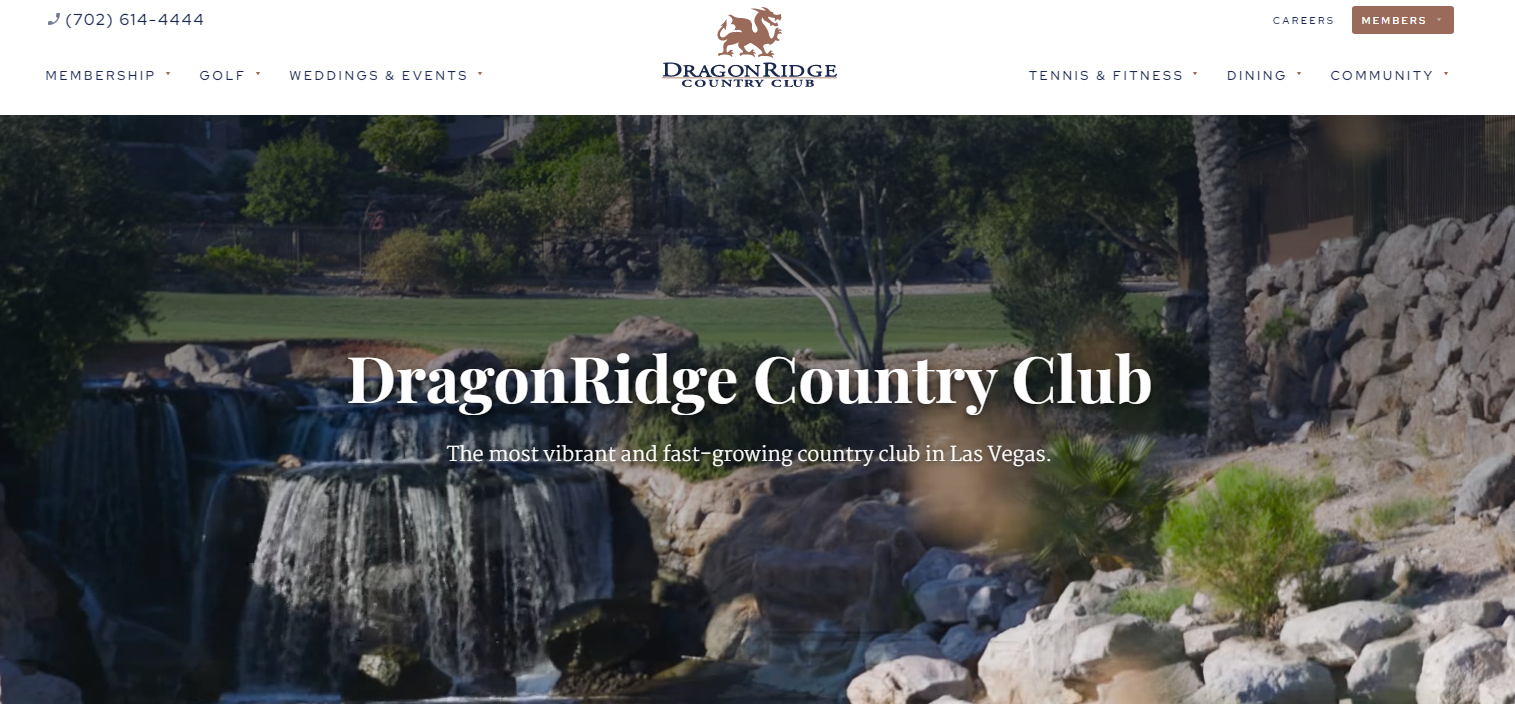 (702) 614-4444
CAREERS
MEMBERS
DRAGONRIDGE
COUNTRY CLUB
MEMBERSHIP
GOLF
WEDDINGS & EVENTS
TENNIS & FITNESS
DINING
COMMUNITY
DragonRidge Country Club
The most vibrant and fast-growing country club in Las Vegas.